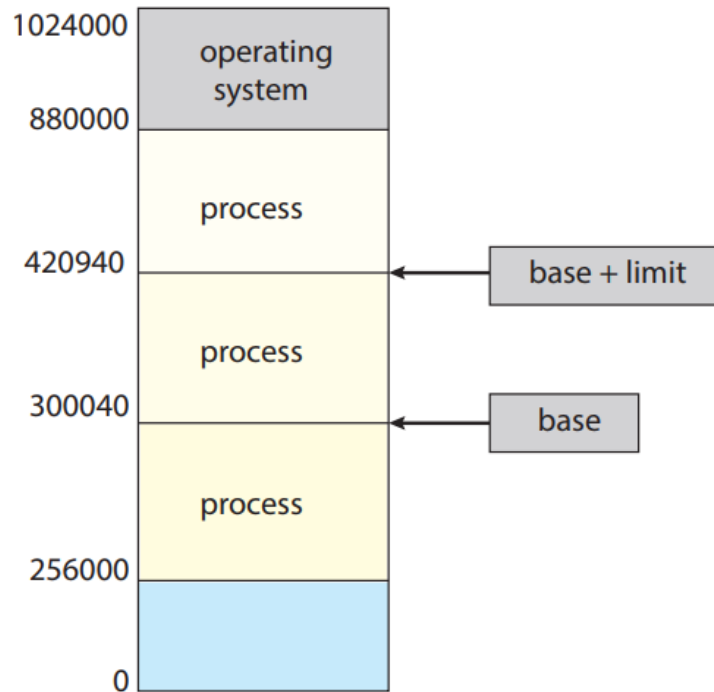 1024000
operating
system
880000
process
420940
base + limit
process
300040
base
process
256000
0